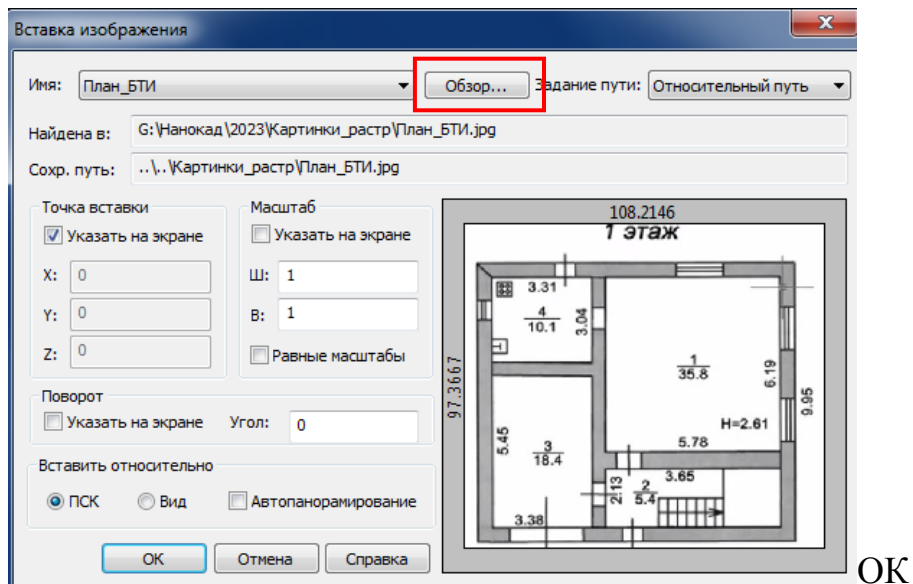 Вставка изображения
Имя: План_БТИ Обзор... Задание пути: Относительный путь
Найдена в: G:\Нанокад\2023\Картинки_растр\План_БТИ.jpg
Сохр. путь: ..\..\Картинки_растр\План_БТИ.jpg
Точка вставки
Указать на экране
X: 0
Y: 0
Z: 0
Масштаб
Указать на экране
Ш: 1
В: 1
Равные масштабы
Поворот
Указать на экране Угол: 0
Вставить относительно
ПСК Вид Автопанорамирование
ОК Отмена Справка
108.2146
97.3667
1 этаж
3.31
4
10.1
3.04
1
35.8
6.19
9.95
H=2.61
5.78
5.45
3
18.4
3.38
2.13
2
5.4
3.65
ОК